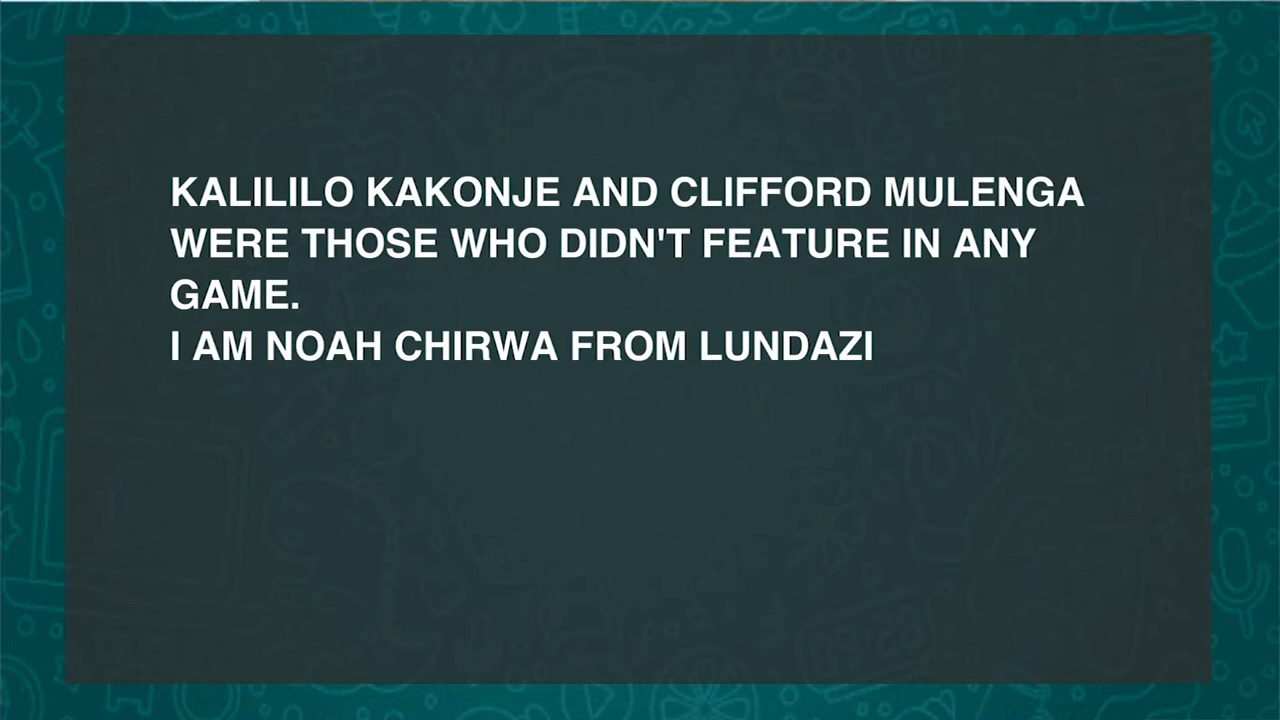 KALILILO KAKONJE AND CLIFFORD MULENGA
WERE THOSE WHO DIDN'T FEATURE IN ANY
GAME.
I AM NOAH CHIRWA FROM LUNDAZI